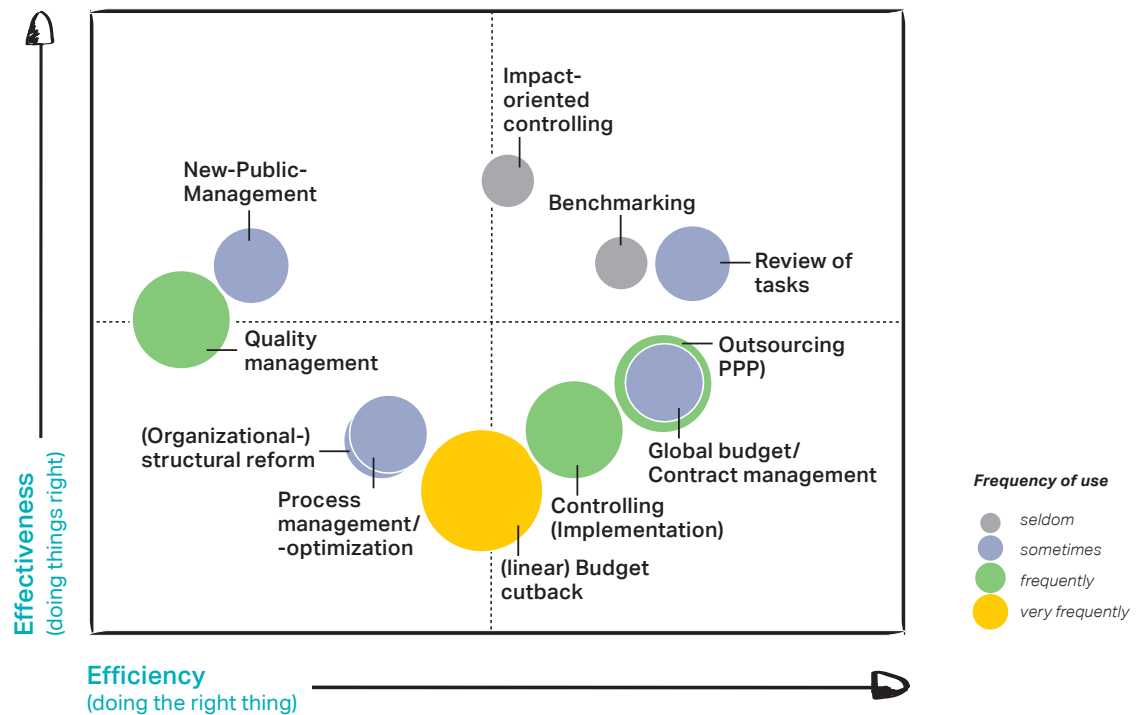 Impact-
oriented
controlling
New-Public-
Management
Benchmarking
Review of
tasks
Quality
management
Outsourcing
PPP)
(Organizational-)
structural reform
Global budget/
Contract management
Process
management/
-optimization
Controlling
(Implementation)
(linear) Budget
cutback
Effectiveness
(doing things right)
Efficiency
(doing the right thing)
Frequency of use
seldom
sometimes
frequently
very frequently